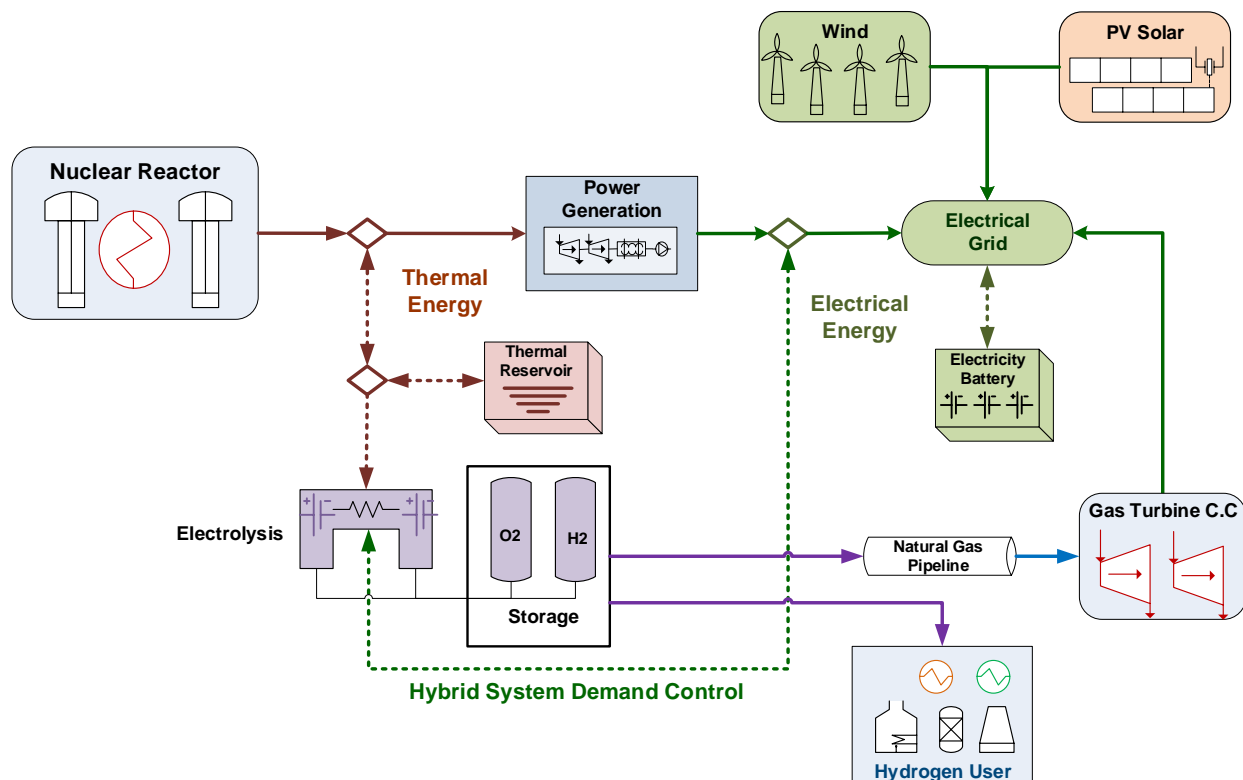 Wind
PV Solar
Nuclear Reactor
Power
Generation
Electrical
Grid
Thermal
Energy
Electrical
Energy
Thermal
Reservoir
Electricity
Battery
+ - + - + -
Electrolysis
+ - + -
O2
H2
Storage
Natural Gas
Pipeline
Gas Turbine C.C
Hybrid System Demand Control
Hydrogen User